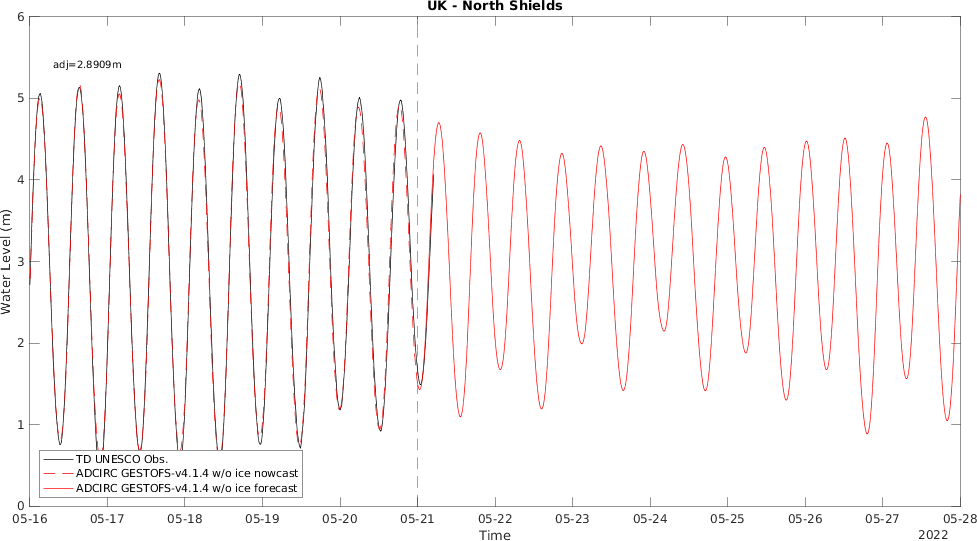 UK - North Shields
6
adj=2.8909m
5
4
3
2
1
0
Water Level (m)
TD UNESCO Obs.
ADCIRC GESTOFS-v4.1.4 w/o ice nowcast
ADCIRC GESTOFS-v4.1.4 w/o ice forecast
05-16 05-17 05-18 05-19 05-20 05-21 05-22 05-23 05-24 05-25 05-26 05-27 05-28
Time
2022